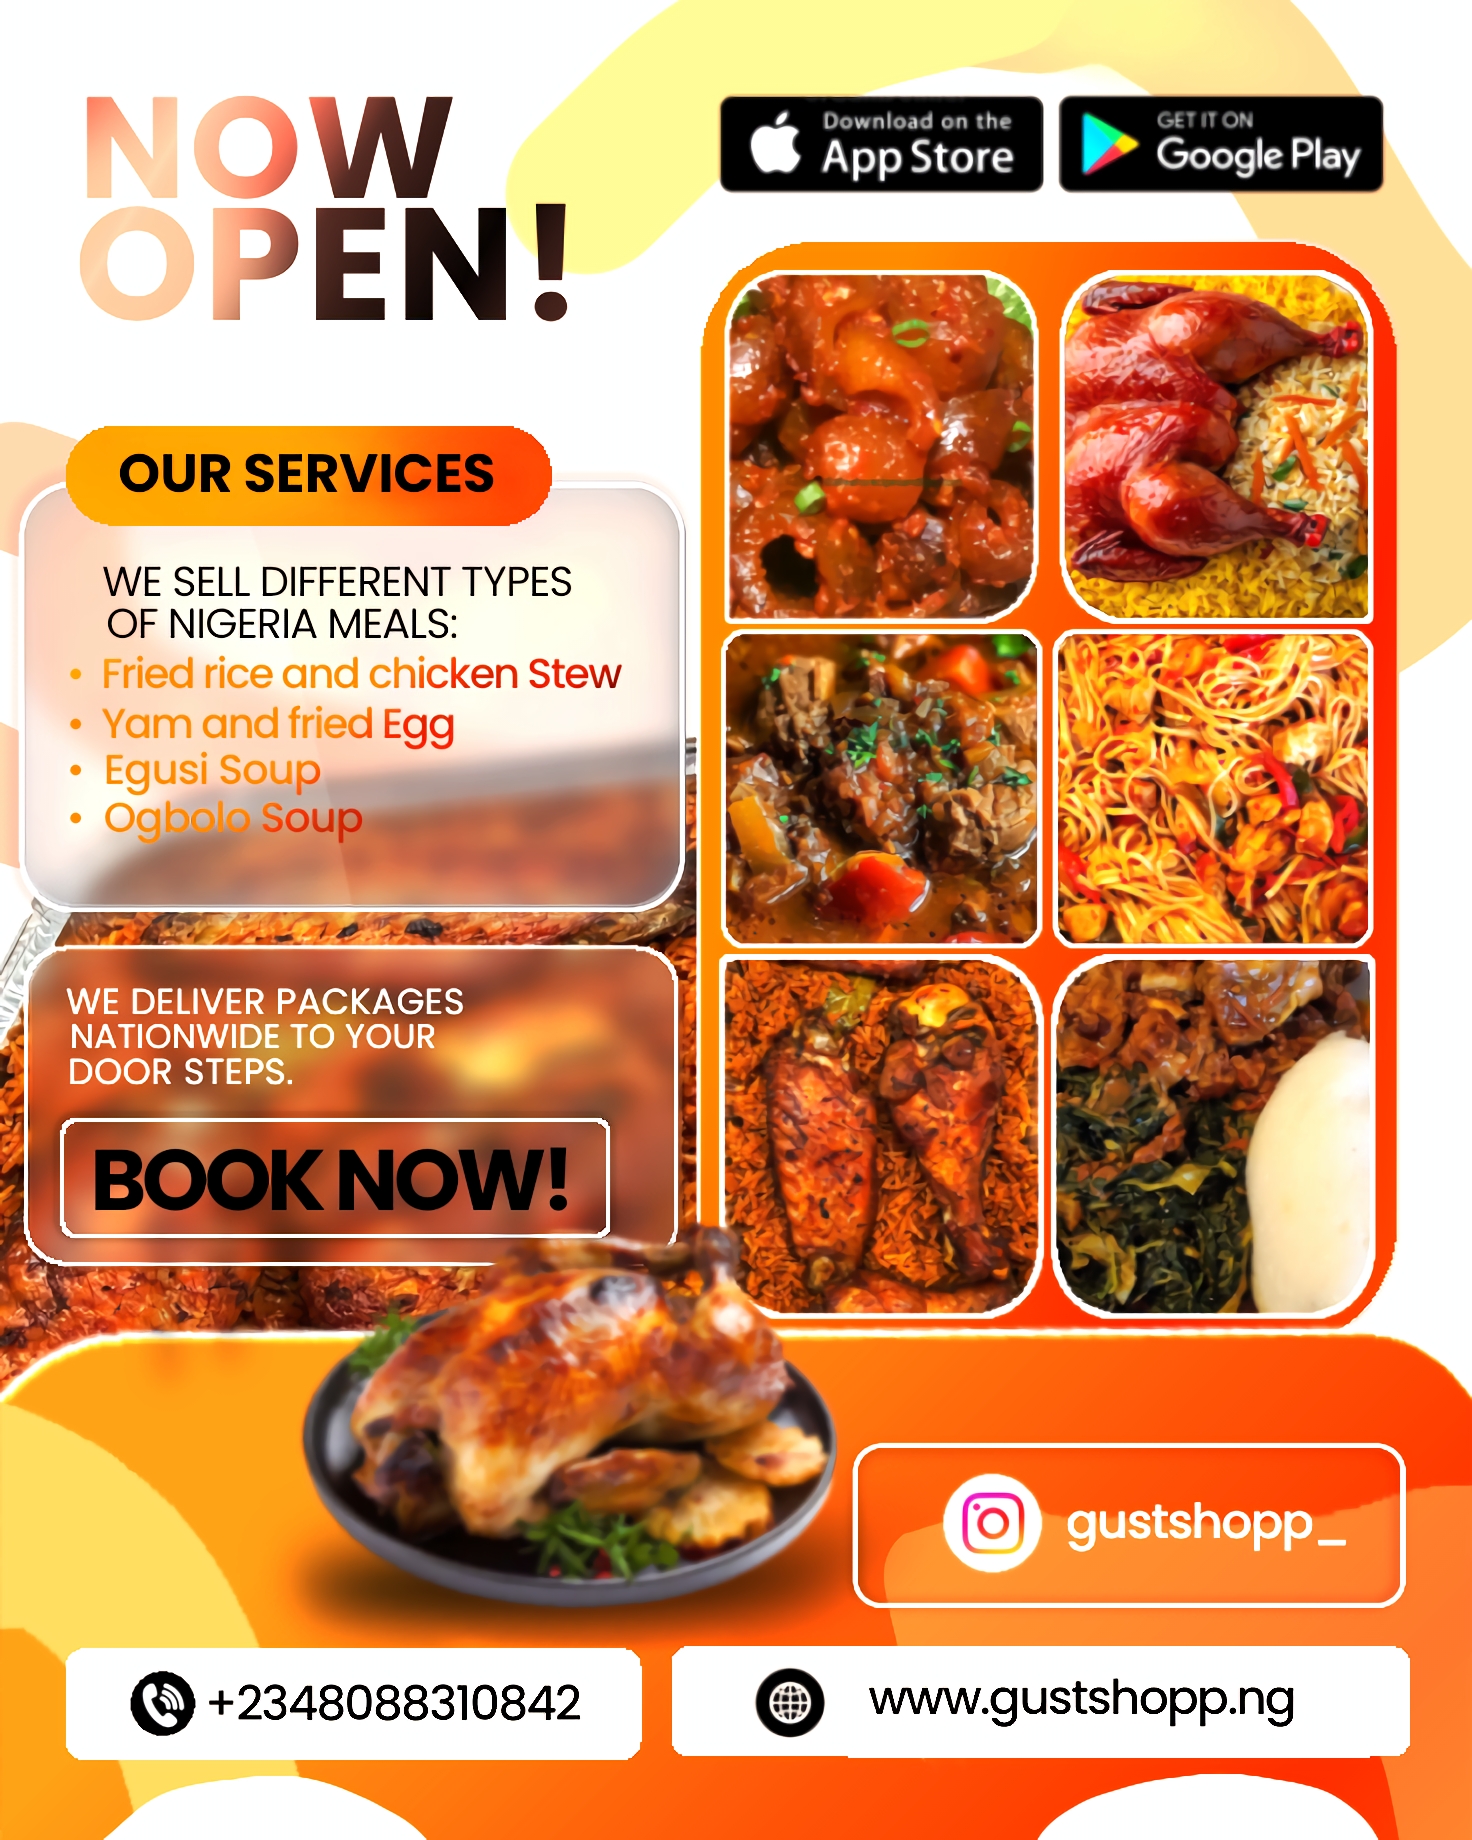 NOW
OPEN!
Download on the
App Store
GET IT ON
Google Play
OUR SERVICES
WE SELL DIFFERENT TYPES
OF NIGERIA MEALS:
• Fried rice and chicken Stew
• Yam and fried Egg
• Egusi Soup
• Ogbolo Soup
WE DELIVER PACKAGES
NATIONWIDE TO YOUR
DOOR STEPS.
BOOK NOW!
gustshopp_
+2348088310842
www.gustshopp.ng